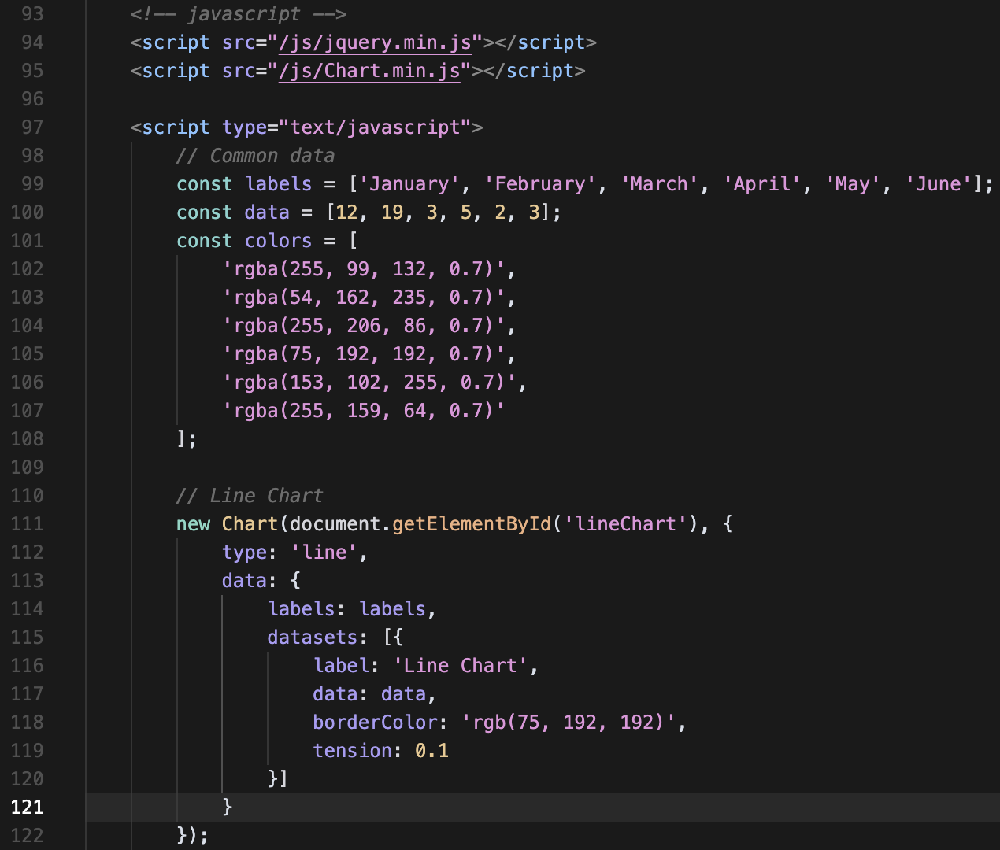 93 <!-- javascript -->
94 <script src="/js/jquery.min.js"></script>
95 <script src="/js/Chart.min.js"></script>
96
97 <script type="text/javascript">
98 // Common data
99 const labels = ['January', 'February', 'March', 'April', 'May', 'June'];
100 const data = [12, 19, 3, 5, 2, 3];
101 const colors = [
102 'rgba(255, 99, 132, 0.7)',
103 'rgba(54, 162, 235, 0.7)',
104 'rgba(255, 206, 86, 0.7)',
105 'rgba(75, 192, 192, 0.7)',
106 'rgba(153, 102, 255, 0.7)',
107 'rgba(255, 159, 64, 0.7)'
108 ];
109
110 // Line Chart
111 new Chart(document.getElementById('lineChart'), {
112 type: 'line',
113 data: {
114 labels: labels,
115 datasets: [{
116 label: 'Line Chart',
117 data: data,
118 borderColor: 'rgb(75, 192, 192)',
119 tension: 0.1
120 }]
121 }
122 });